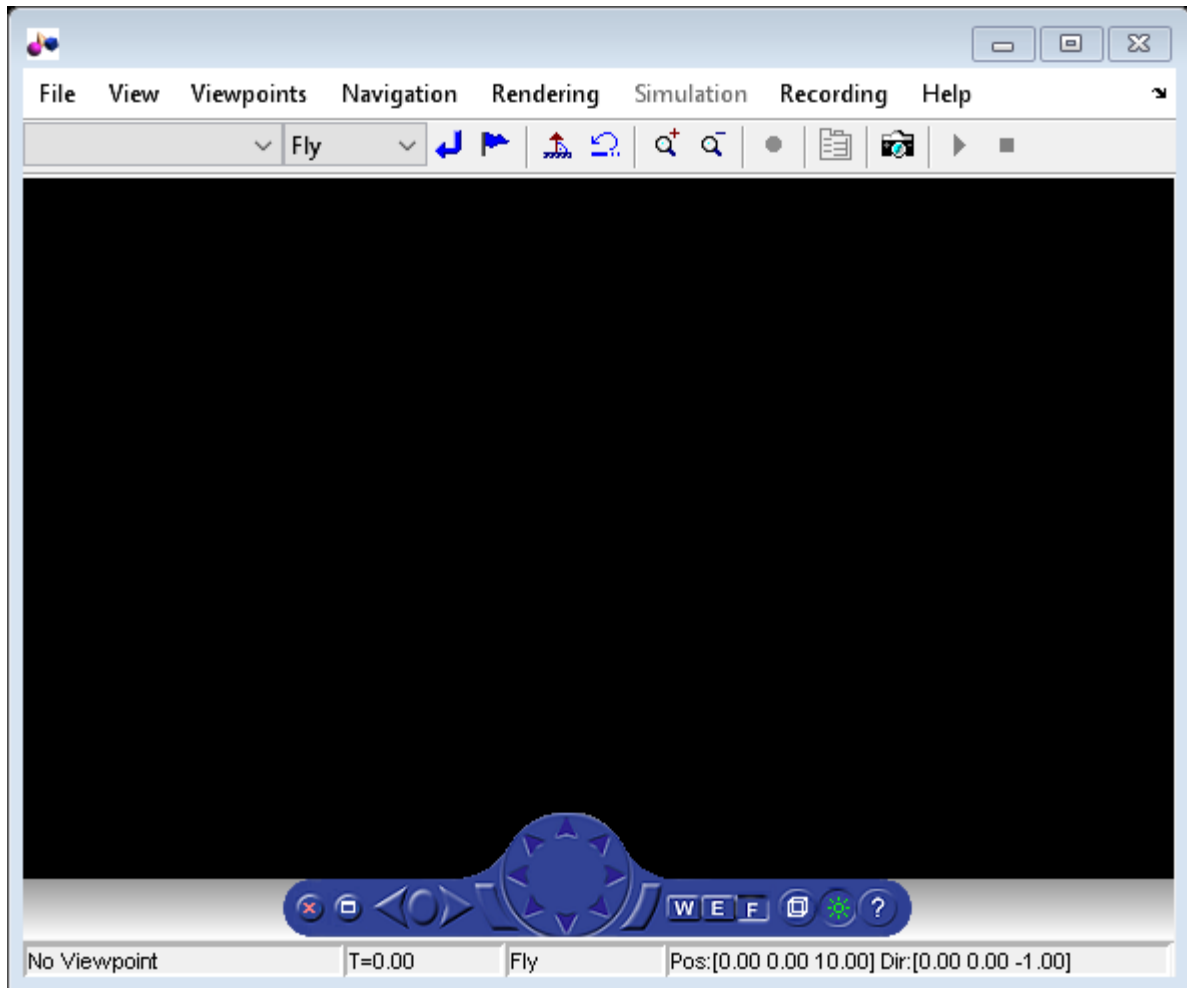 File View Viewpoints Navigation Rendering Simulation Recording Help
Fly
W E F ?
No Viewpoint T=0.00 Fly Pos:[0.00 0.00 10.00] Dir:[0.00 0.00 -1.00]